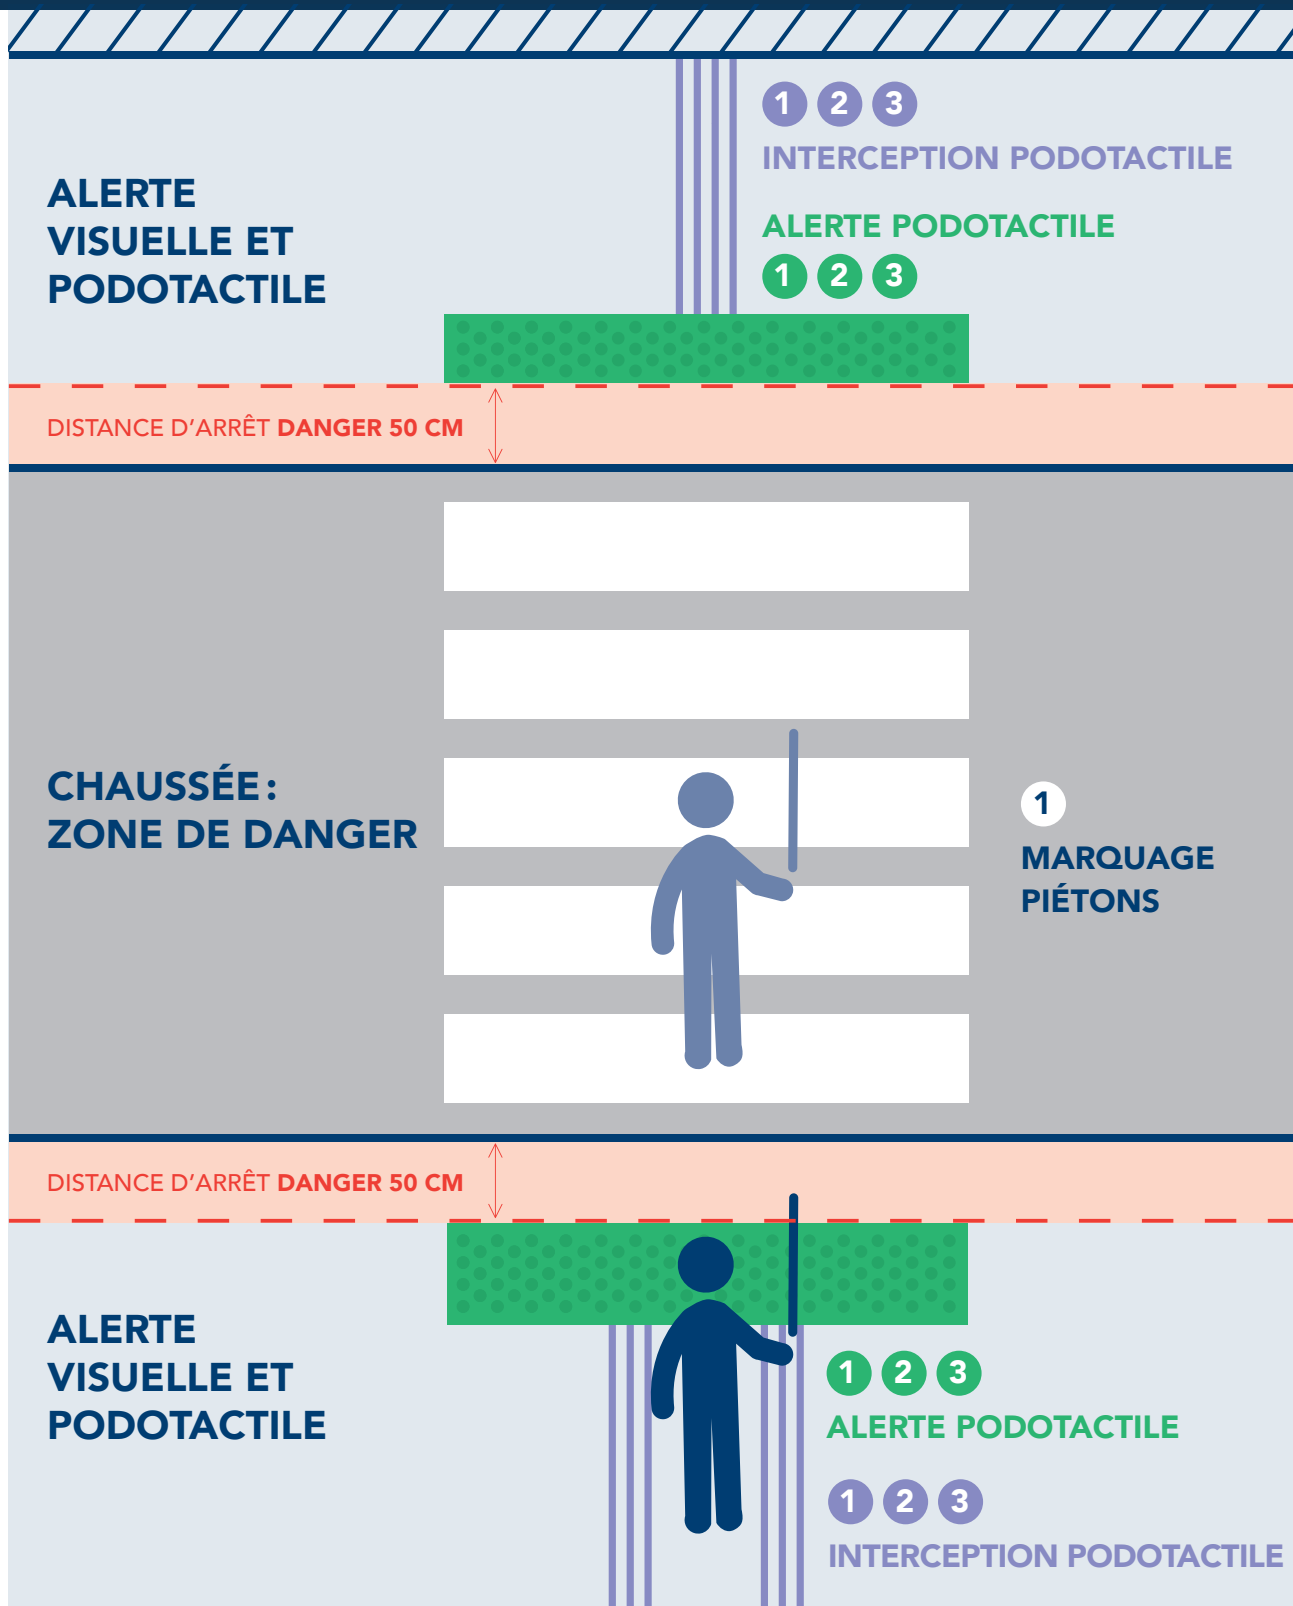 1 2 3
INTERCEPTION PODOTACTILE
ALERTE
VISUELLE ET
PODOTACTILE
ALERTE PODOTACTILE
1 2 3
DISTANCE D'ARRÊT DANGER 50 CM
CHAUSSÉE :
ZONE DE DANGER
1
MARQUAGE
PIÉTONS
DISTANCE D'ARRÊT DANGER 50 CM
ALERTE
VISUELLE ET
PODOTACTILE
1 2 3
ALERTE PODOTACTILE
1 2 3
INTERCEPTION PODOTACTILE